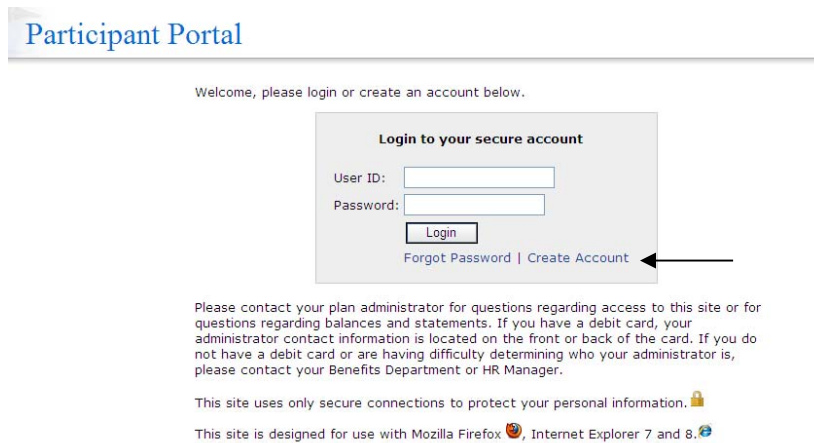 Participant Portal
Welcome, please login or create an account below.
Login to your secure account
User ID:
Password:
Login
Forgot Password | Create Account
Please contact your plan administrator for questions regarding access to this site or for
questions regarding balances and statements. If you have a debit card, your
administrator contact information is located on the front or back of the card. If you do
not have a debit card or are having difficulty determining who your administrator is,
please contact your Benefits Department or HR Manager.
This site uses only secure connections to protect your personal information.
This site is designed for use with Mozilla Firefox , Internet Explorer 7 and 8.